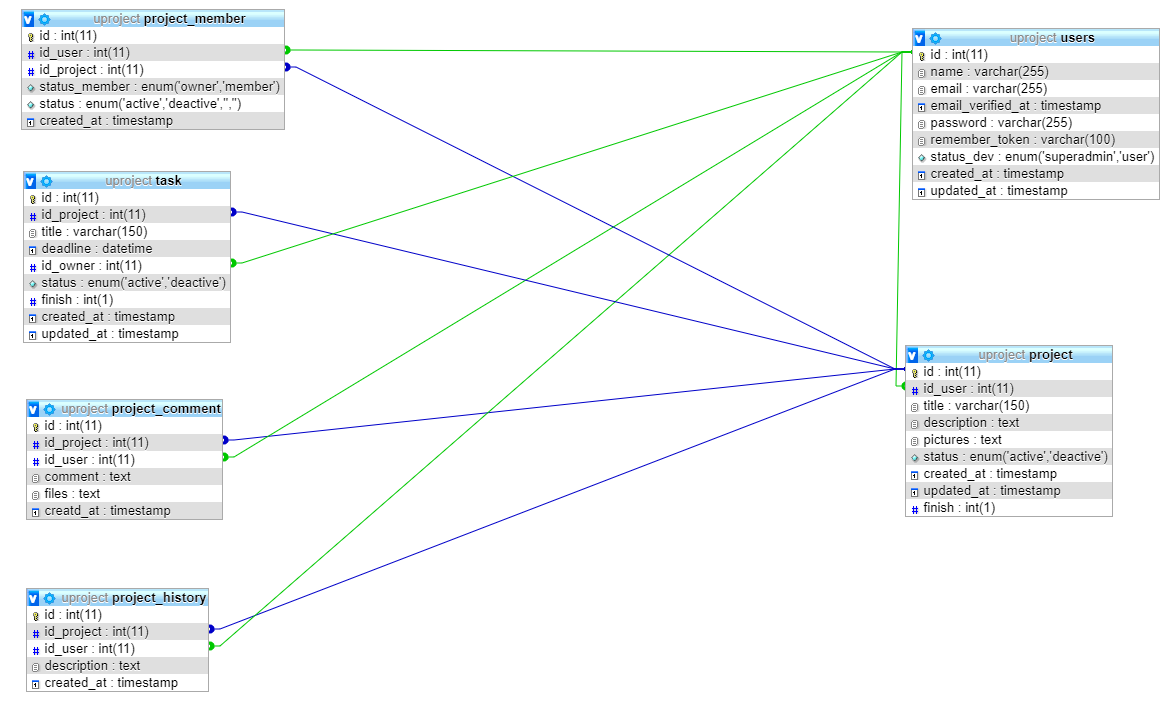 uproject project_member
id : int(11)
id_user : int(11)
id_project : int(11)
status_member : enum('owner','member')
status : enum('active','deactive','','')
created_at : timestamp
uproject users
id : int(11)
name : varchar(255)
email : varchar(255)
email_verified_at : timestamp
password : varchar(255)
remember_token : varchar(100)
status_dev : enum('superadmin','user')
created_at : timestamp
updated_at : timestamp
uproject task
id : int(11)
id_project : int(11)
title : varchar(150)
deadline : datetime
id_owner : int(11)
status : enum('active','deactive')
finish : int(1)
created_at : timestamp
updated_at : timestamp
uproject project
id : int(11)
id_user : int(11)
title : varchar(150)
description : text
pictures : text
status : enum('active','deactive')
created_at : timestamp
updated_at : timestamp
finish : int(1)
uproject project_comment
id : int(11)
id_project : int(11)
id_user : int(11)
comment : text
files : text
creatd_at : timestamp
uproject project_history
id : int(11)
id_project : int(11)
id_user : int(11)
description : text
created_at : timestamp